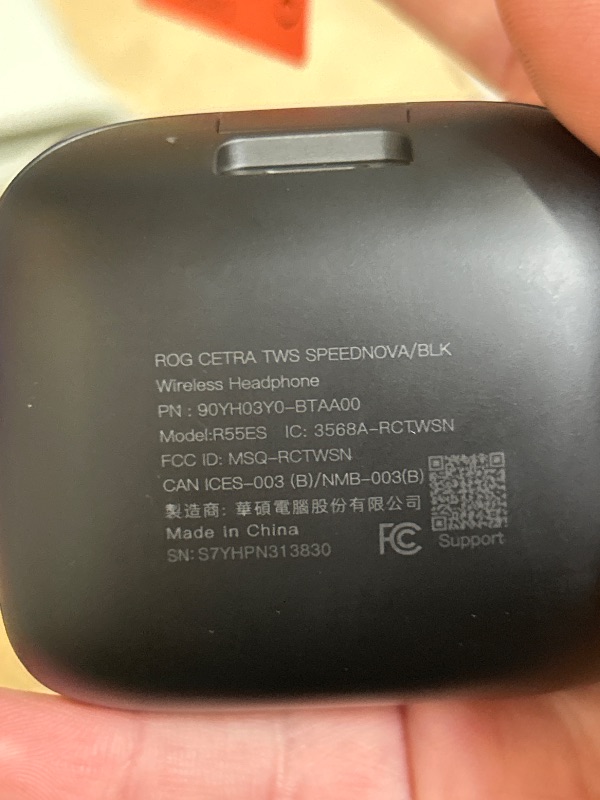 ROG CETRA TWS SPEEDNOVA/BLK
Wireless Headphone
PN : 90YH03Y0-BTAA00
Model:R55ES IC: 3568A-RCTWSN
FCC ID: MSQ-RCTWSN
CAN ICES-003 (B)/NMB-003(B)
製造商: 華碩電腦股份有限公司
Made in China
SN: S7YHPN313830
FC
Support